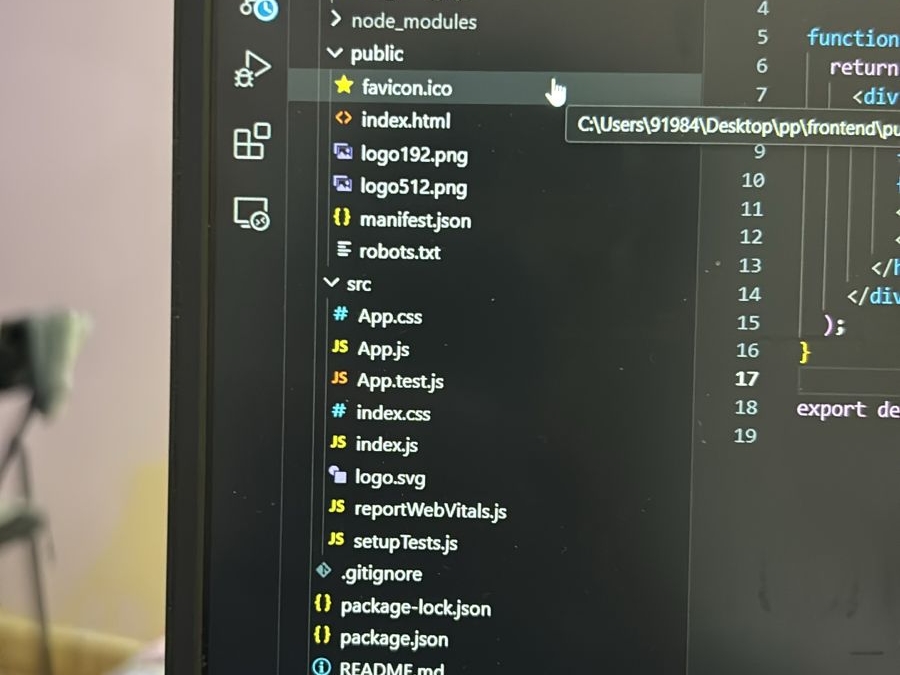 node_modules
public
favicon.ico
index.html
logo192.png
logo512.png
manifest.json
robots.txt
src
App.css
JS App.js
JS App.test.js
index.css
JS index.js
logo.svg
JS reportWebVitals.js
JS setupTests.js
.gitignore
{} package-lock.json
{} package.json
README.md
C:\Users\91984\Desktop\pp\frontend\pu
4
5 function
6 return
7 <div
9
10
11 <
12 <
13 </h
14 </div
15 );
16 }
17
18 export de
19